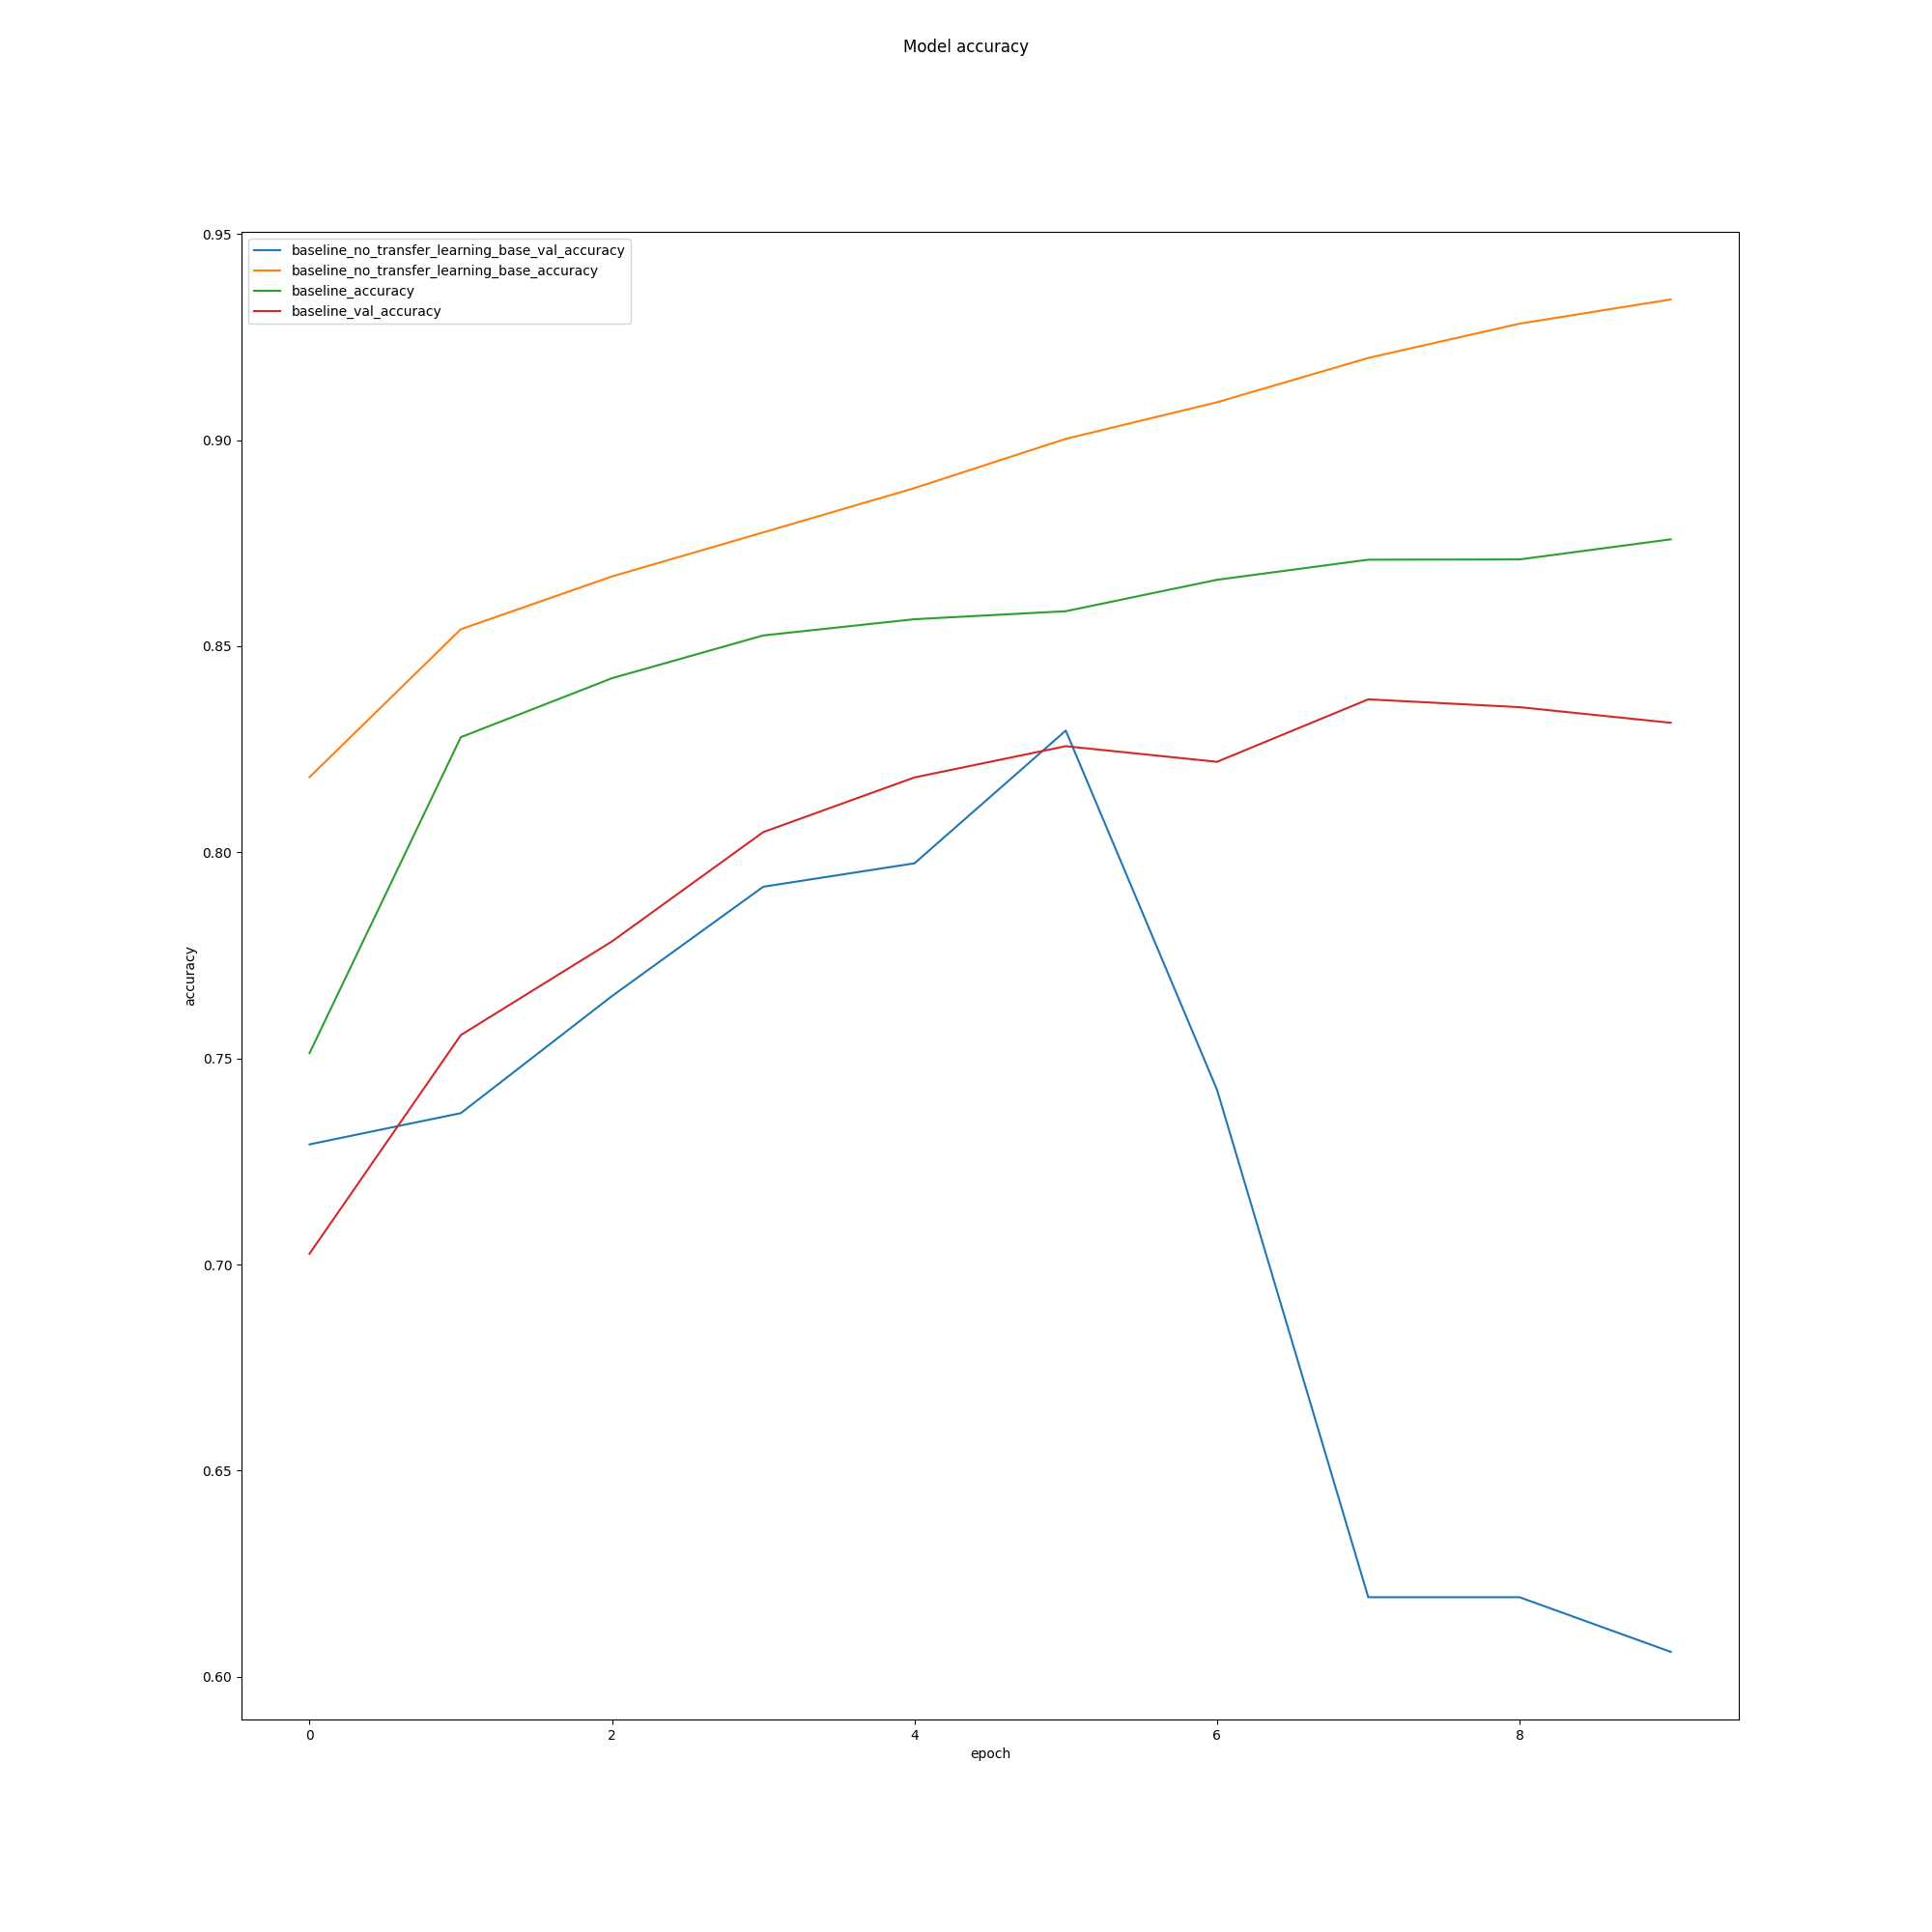 Model accuracy
baseline_no_transfer_learning_base_val_accuracy
baseline_no_transfer_learning_base_accuracy
baseline_accuracy
baseline_val_accuracy
0.95
0.90
0.85
0.80
0.75
0.70
0.65
0.60
accuracy
0 2 4 6 8
epoch